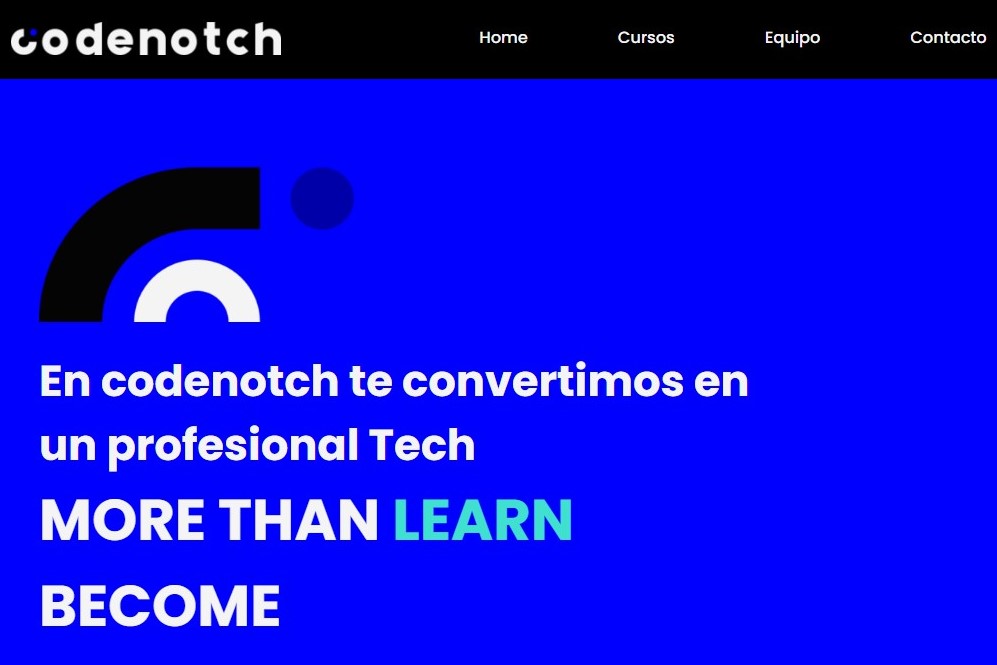 codenotch
Home Cursos Equipo Contacto
En codenotch te convertimos en
un profesional Tech
MORE THAN LEARN
BECOME